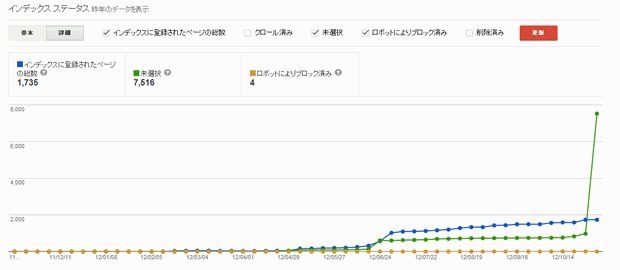 インデックス ステータス 昨年のデータを表示
基本 詳細 インデックスに登録されたページの総数 クロール済み 未選択 ロボットによりブロック済み 削除済み 更新
インデックスに登録されたページの総数 ?
1,735
未選択 ?
7,516
ロボットによりブロック済み ?
4
8,000
6,000
4,000
2,000
11... 11/12/11 12/01/08 12/02/05 12/03/04 12/04/01 12/04/29 12/05/27 12/06/24 12/07/22 12/08/19 12/09/16 12/10/14